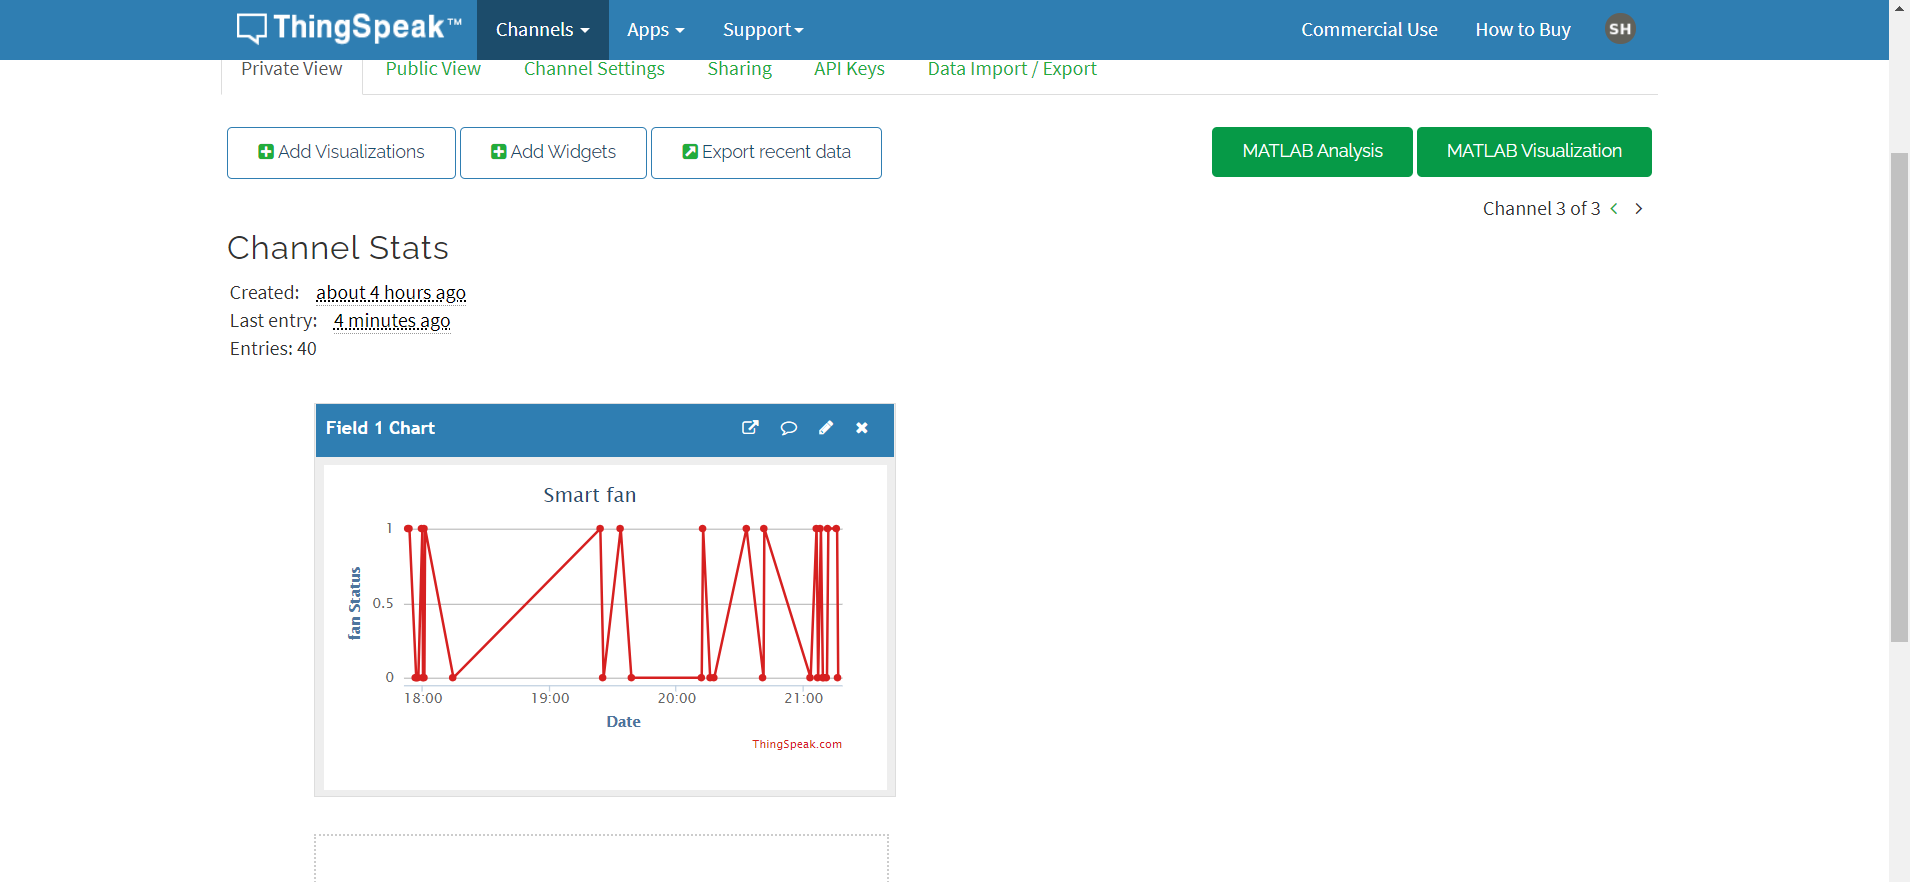 ThingSpeak™ Channels Apps Support Commercial Use How to Buy SH
Private View Public View Channel Settings Sharing API Keys Data Import / Export
Add Visualizations Add Widgets Export recent data MATLAB Analysis MATLAB Visualization
Channel 3 of 3
Channel Stats
Created: about 4 hours ago
Last entry: 4 minutes ago
Entries: 40
Field 1 Chart
Smart fan
1
0.5
0
fan Status
18:00 19:00 20:00 21:00
Date
ThingSpeak.com